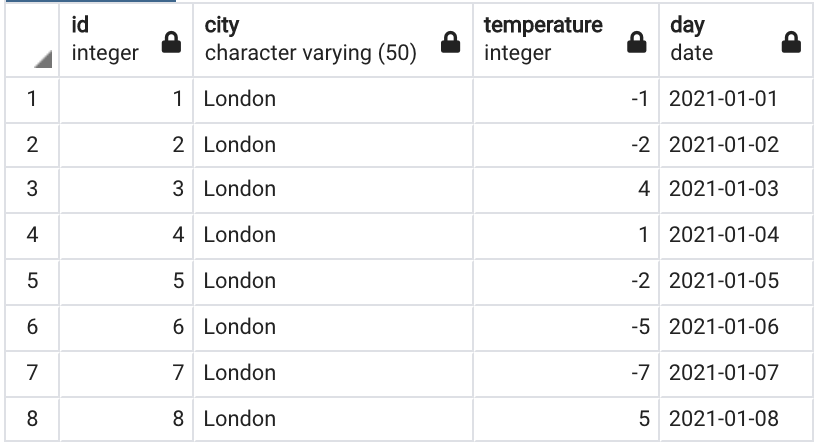 id city temperature day
integer character varying (50) integer date
1 1 London -1 2021-01-01
2 2 London -2 2021-01-02
3 3 London 4 2021-01-03
4 4 London 1 2021-01-04
5 5 London -2 2021-01-05
6 6 London -5 2021-01-06
7 7 London -7 2021-01-07
8 8 London 5 2021-01-08